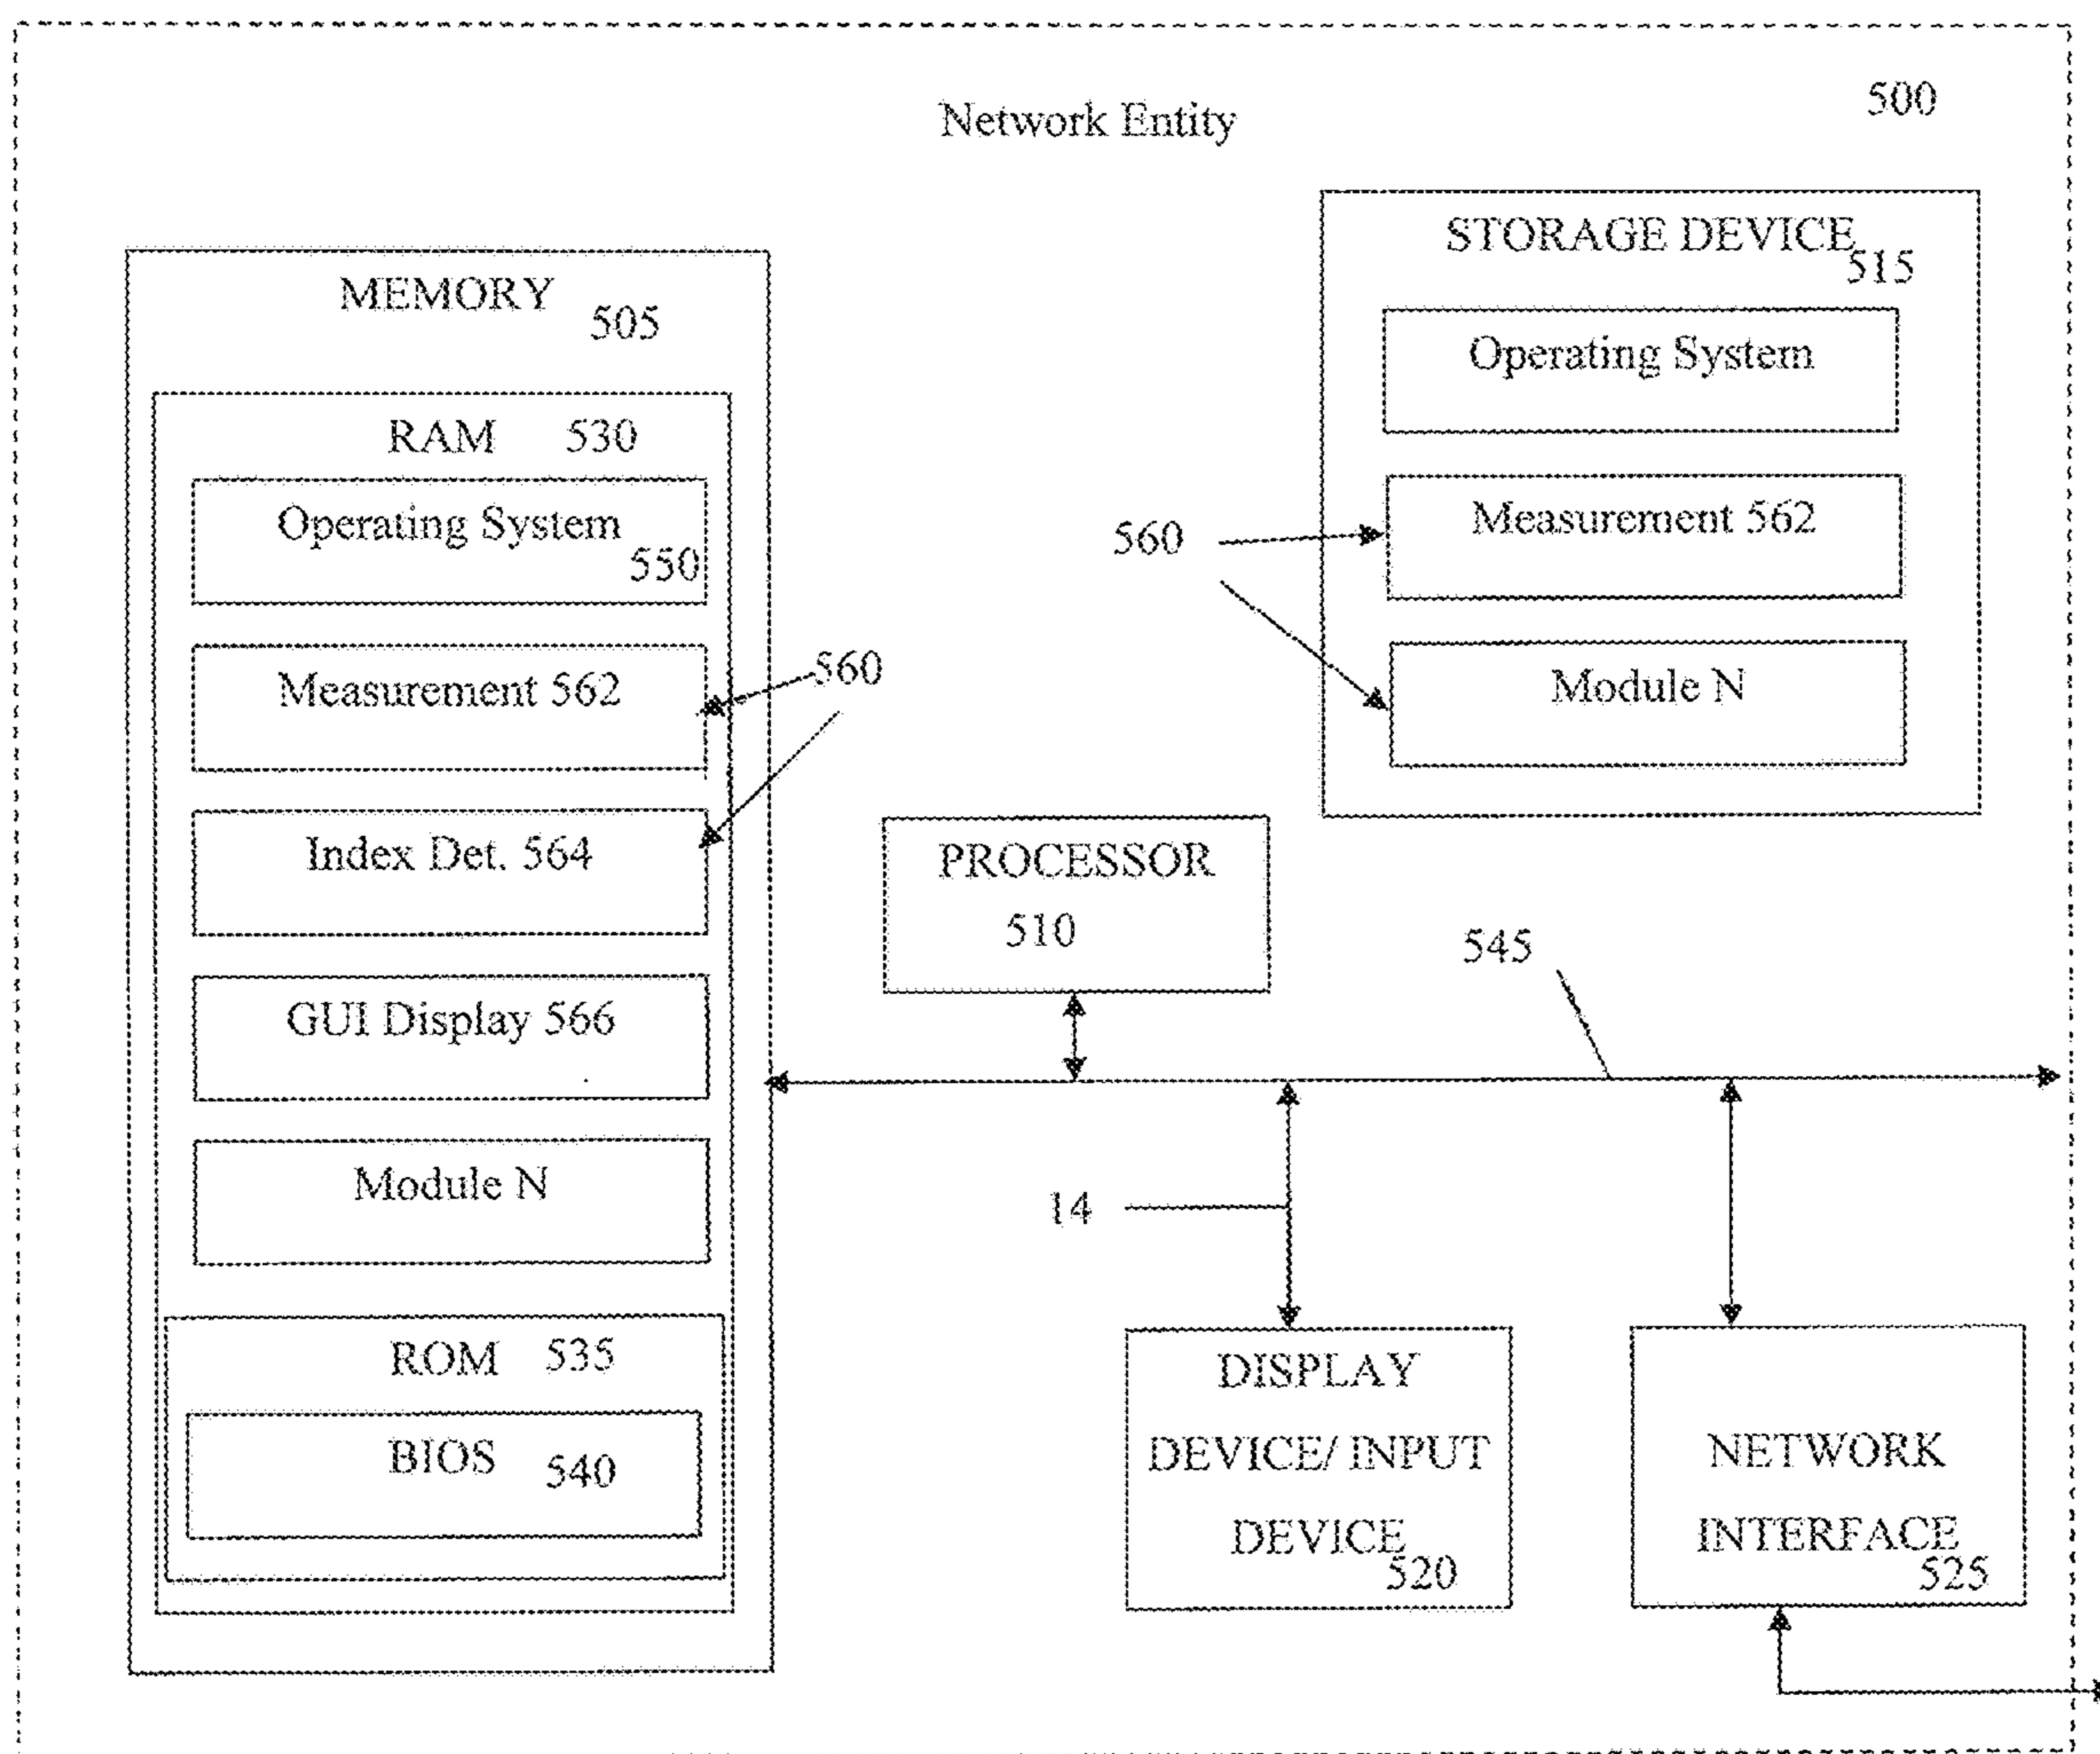 Network Entity
500
MEMORY
505
RAM 530
Operating System
550
Measurement 562
560
Index Det. 564
GUI Display 566
Module N
ROM 535
BIOS
540
STORAGE DEVICE
515
Operating System
560
Measurement 562
Module N
PROCESSOR
510
545
14
DISPLAY
DEVICE/ INPUT
DEVICE
520
NETWORK
INTERFACE
525